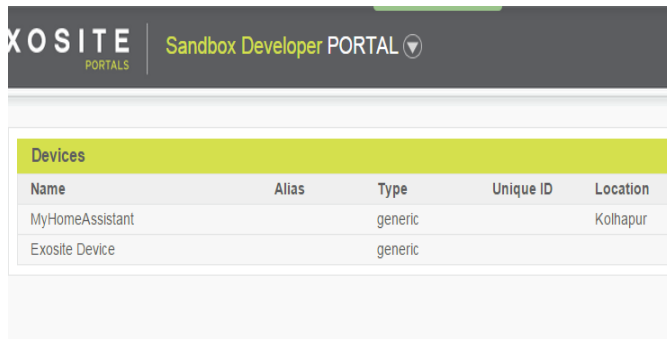 XOSITE
PORTALS
Sandbox Developer PORTAL
Devices
Name Alias Type Unique ID Location
MyHomeAssistant generic Kolhapur
Exosite Device generic